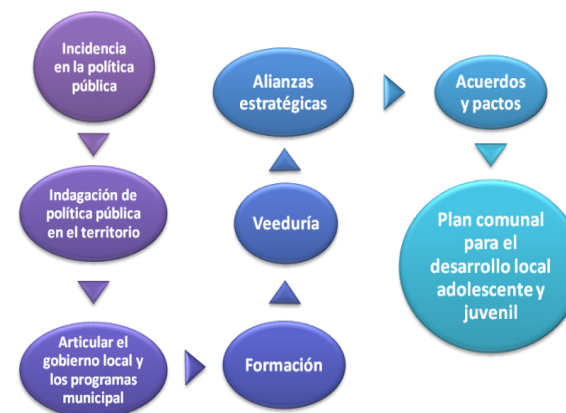 Incidencia
en la política
pública
Indagación de
política pública
en el territorio
Articular el
gobierno local y
los programas
municipal
Formación
Veeduría
Alianzas
estratégicas
Acuerdos
y pactos
Plan comunal
para el
desarrollo local
adolescente y
juvenil